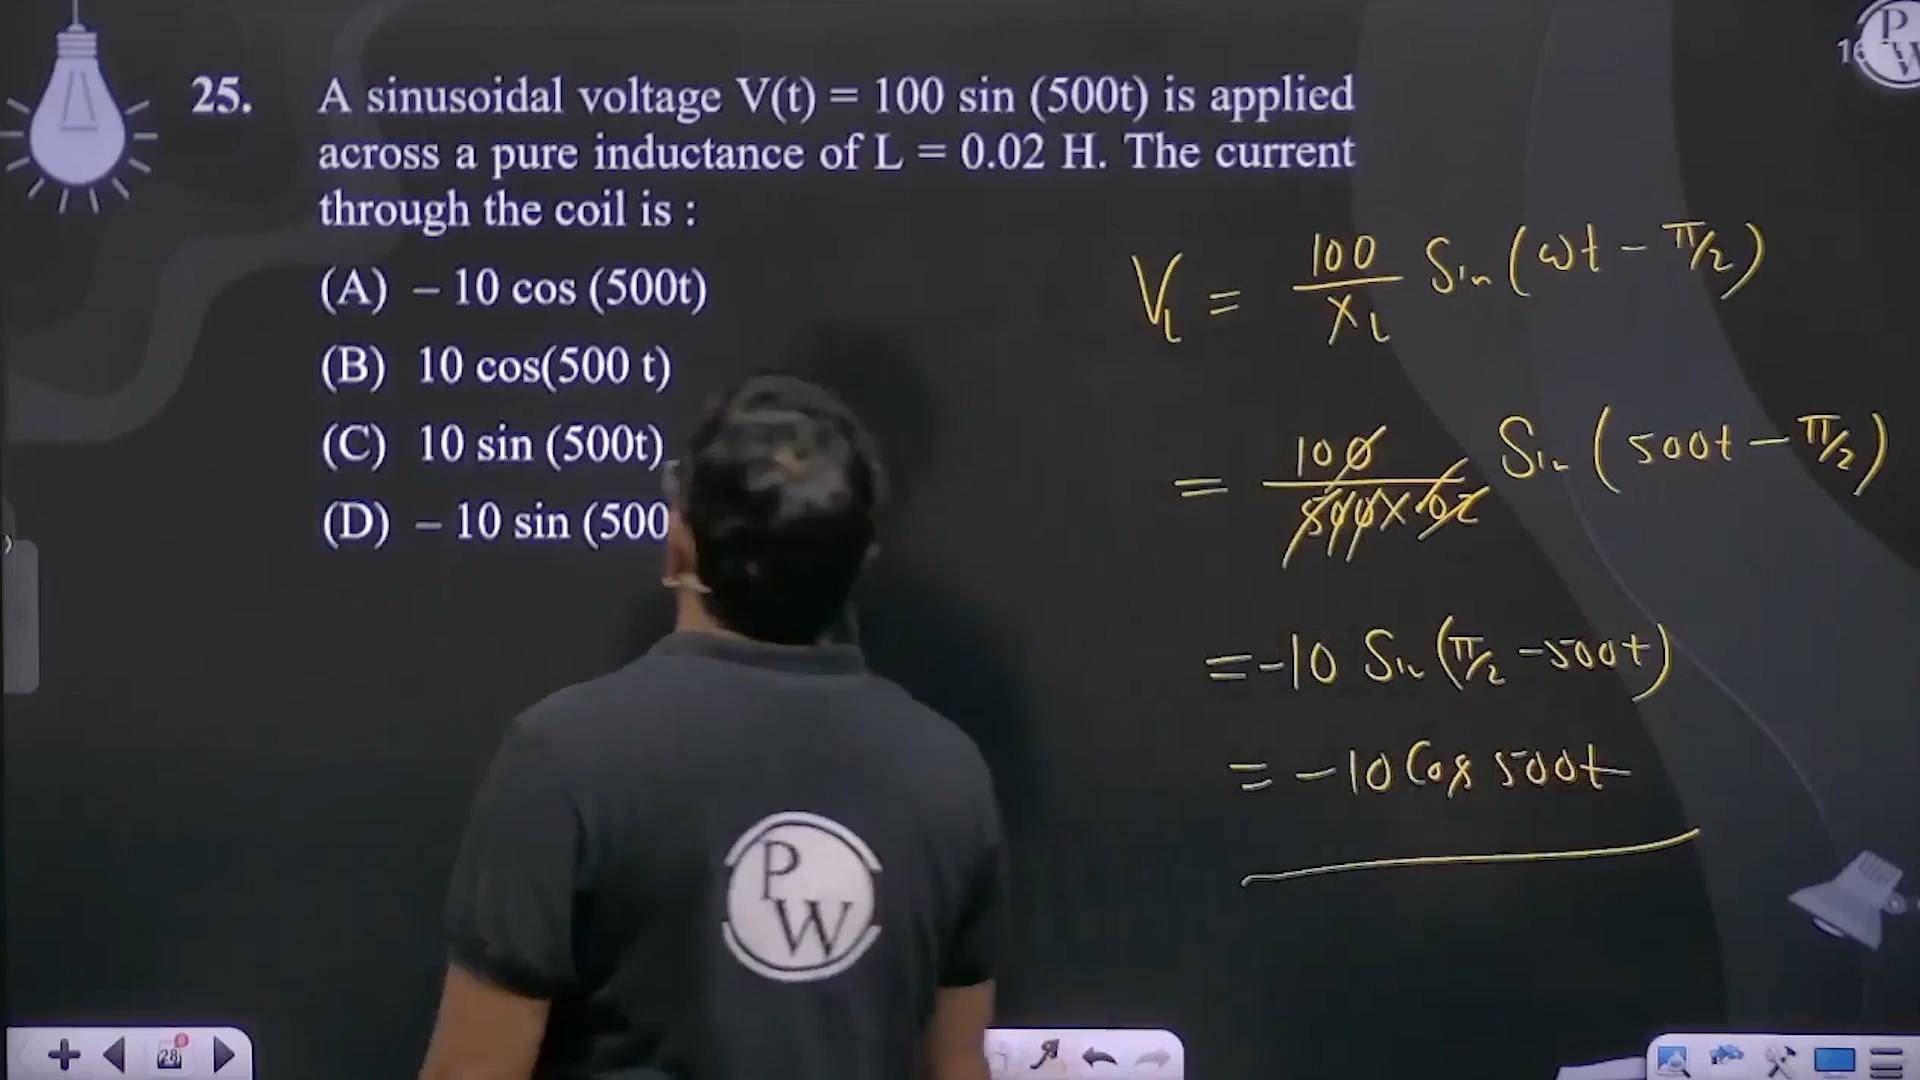 25. A sinusoidal voltage V(t) = 100 sin (500t) is applied
across a pure inductance of L = 0.02 H. The current
through the coil is :
(A) – 10 cos (500t)
(B) 10 cos(500 t)
(C) 10 sin (500t)
(D) – 10 sin (500
V_L = 100/X_L Sin (ωt – π/2)
= 100/500×.02 Sin (500t – π/2)
= -10 Sin (π/2 – 500t)
= – 10 Cos 500t
P
W
P
W
28